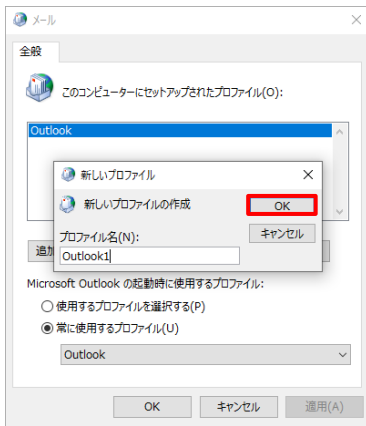 メール
全般
このコンピューターにセットアップされたプロファイル(O):
Outlook
新しいプロファイル
新しいプロファイルの作成
OK
プロファイル名(N):
キャンセル
Outlook1
追加
Microsoft Outlook の起動時に使用するプロファイル:
使用するプロファイルを選択する(P)
常に使用するプロファイル(U)
Outlook
OK キャンセル 適用(A)